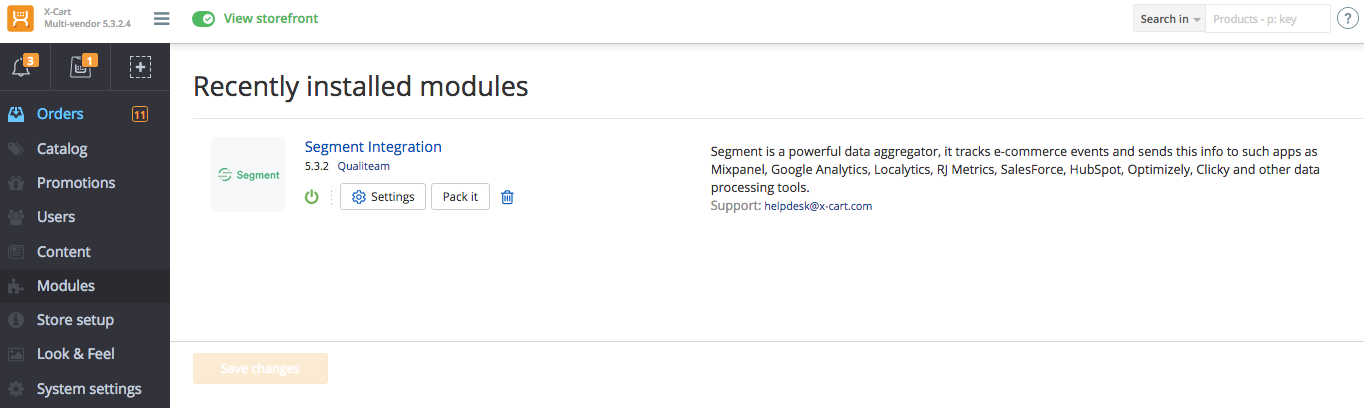 X-Cart
Multi-vendor 5.3.2.4
View storefront
Search in
Products - p: key
?
3
1
Orders
11
Catalog
Promotions
Users
Content
Modules
Store setup
Look & Feel
System settings
Recently installed modules
Segment
Segment Integration
5.3.2 Qualiteam
Settings
Pack it
Segment is a powerful data aggregator, it tracks e-commerce events and sends this info to such apps as
Mixpanel, Google Analytics, Localytics, RJ Metrics, SalesForce, HubSpot, Optimizely, Clicky and other data
processing tools.
Support: helpdesk@x-cart.com
Save changes